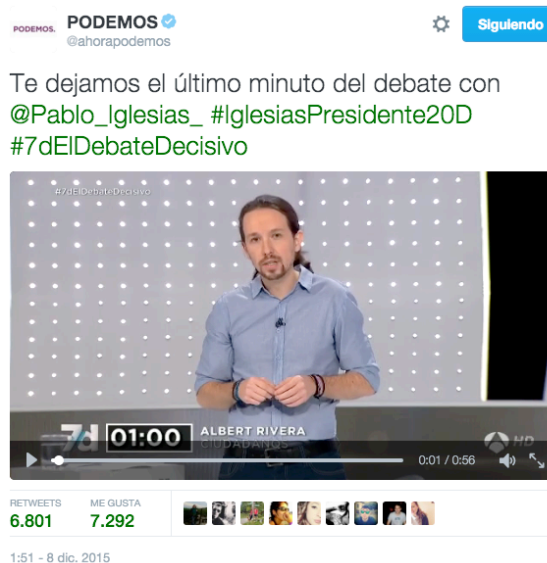 PODEMOS.
PODEMOS
@ahorapodemos
Siguiendo
Te dejamos el último minuto del debate con
@Pablo_Iglesias_ #IglesiasPresidente20D
#7dElDebateDecisivo
#7dElDebateDecisivo
7d 01:00 ALBERT RIVERA
CIUDADANOS
HD
0:01 / 0:56
RETWEETS ME GUSTA
6.801 7.292
1:51 - 8 dic. 2015